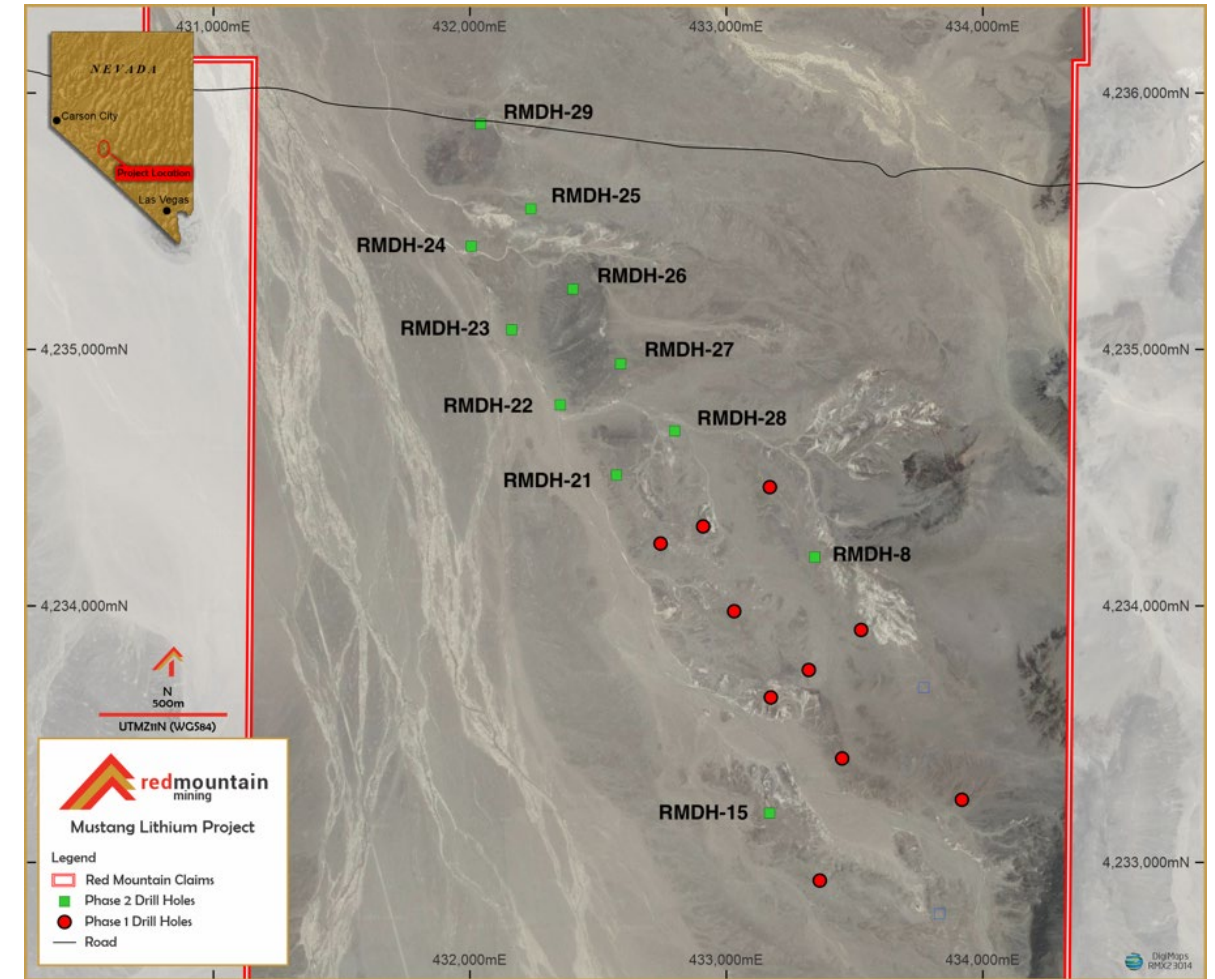 431,000mE
432,000mE
433,000mE
434,000mE
NEVADA
Carson City
Project Location
Las Vegas
4,236,000mN
RMDH-29
RMDH-25
RMDH-24
RMDH-26
RMDH-23
4,235,000mN
4,235,000mN
RMDH-27
RMDH-22
RMDH-28
RMDH-21
RMDH-8
4,234,000mN
4,234,000mN
N
500m
UTMZ11N (WGS84)
redmountain
mining
Mustang Lithium Project
Legend
Red Mountain Claims
Phase 2 Drill Holes
Phase 1 Drill Holes
Road
RMDH-15
4,233,000mN
432,000mE
433,000mE
434,000mE
DigiMaps
RMX23014